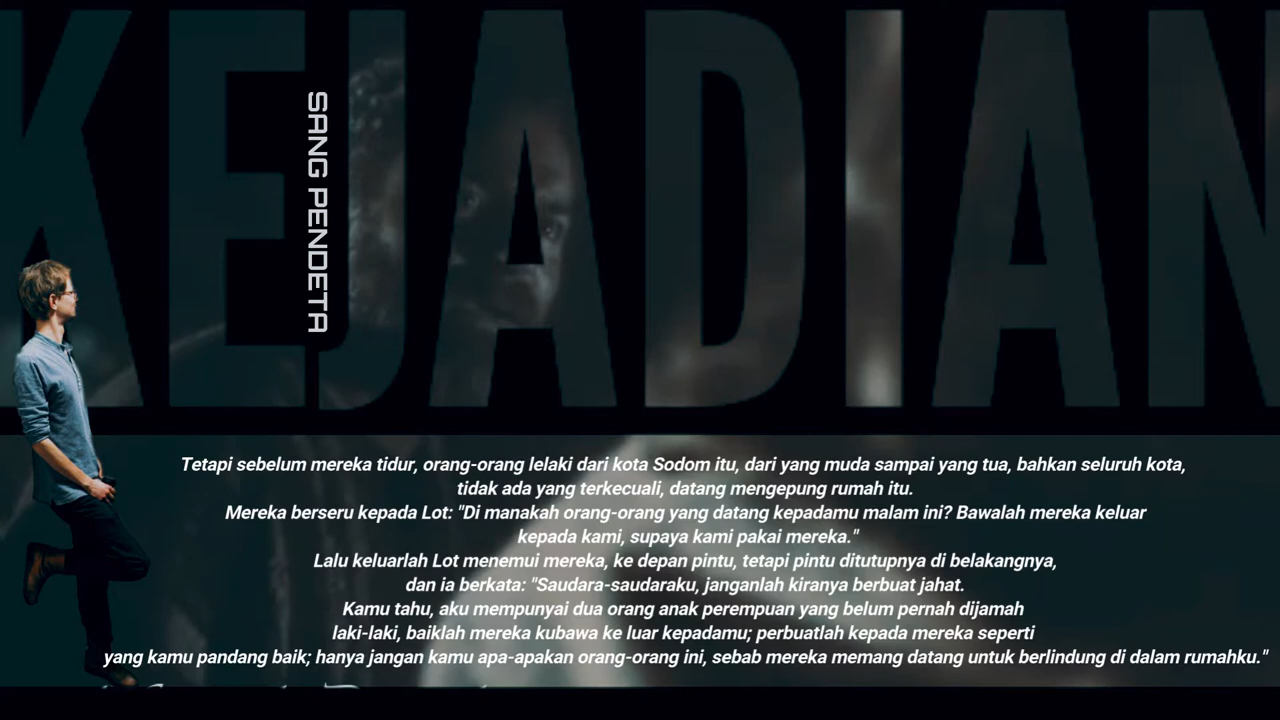 KEJADIAN
SANG PENDETA
Tetapi sebelum mereka tidur, orang-orang lelaki dari kota Sodom itu, dari yang muda sampai yang tua, bahkan seluruh kota,
tidak ada yang terkecuali, datang mengepung rumah itu.
Mereka berseru kepada Lot: "Di manakah orang-orang yang datang kepadamu malam ini? Bawalah mereka keluar
kepada kami, supaya kami pakai mereka."
Lalu keluarlah Lot menemui mereka, ke depan pintu, tetapi pintu ditutupnya di belakangnya,
dan ia berkata: "Saudara-saudaraku, janganlah kiranya berbuat jahat.
Kamu tahu, aku mempunyai dua orang anak perempuan yang belum pernah dijamah
laki-laki, baiklah mereka kubawa ke luar kepadamu; perbuatlah kepada mereka seperti
yang kamu pandang baik; hanya jangan kamu apa-apakan orang-orang ini, sebab mereka memang datang untuk berlindung di dalam rumahku."